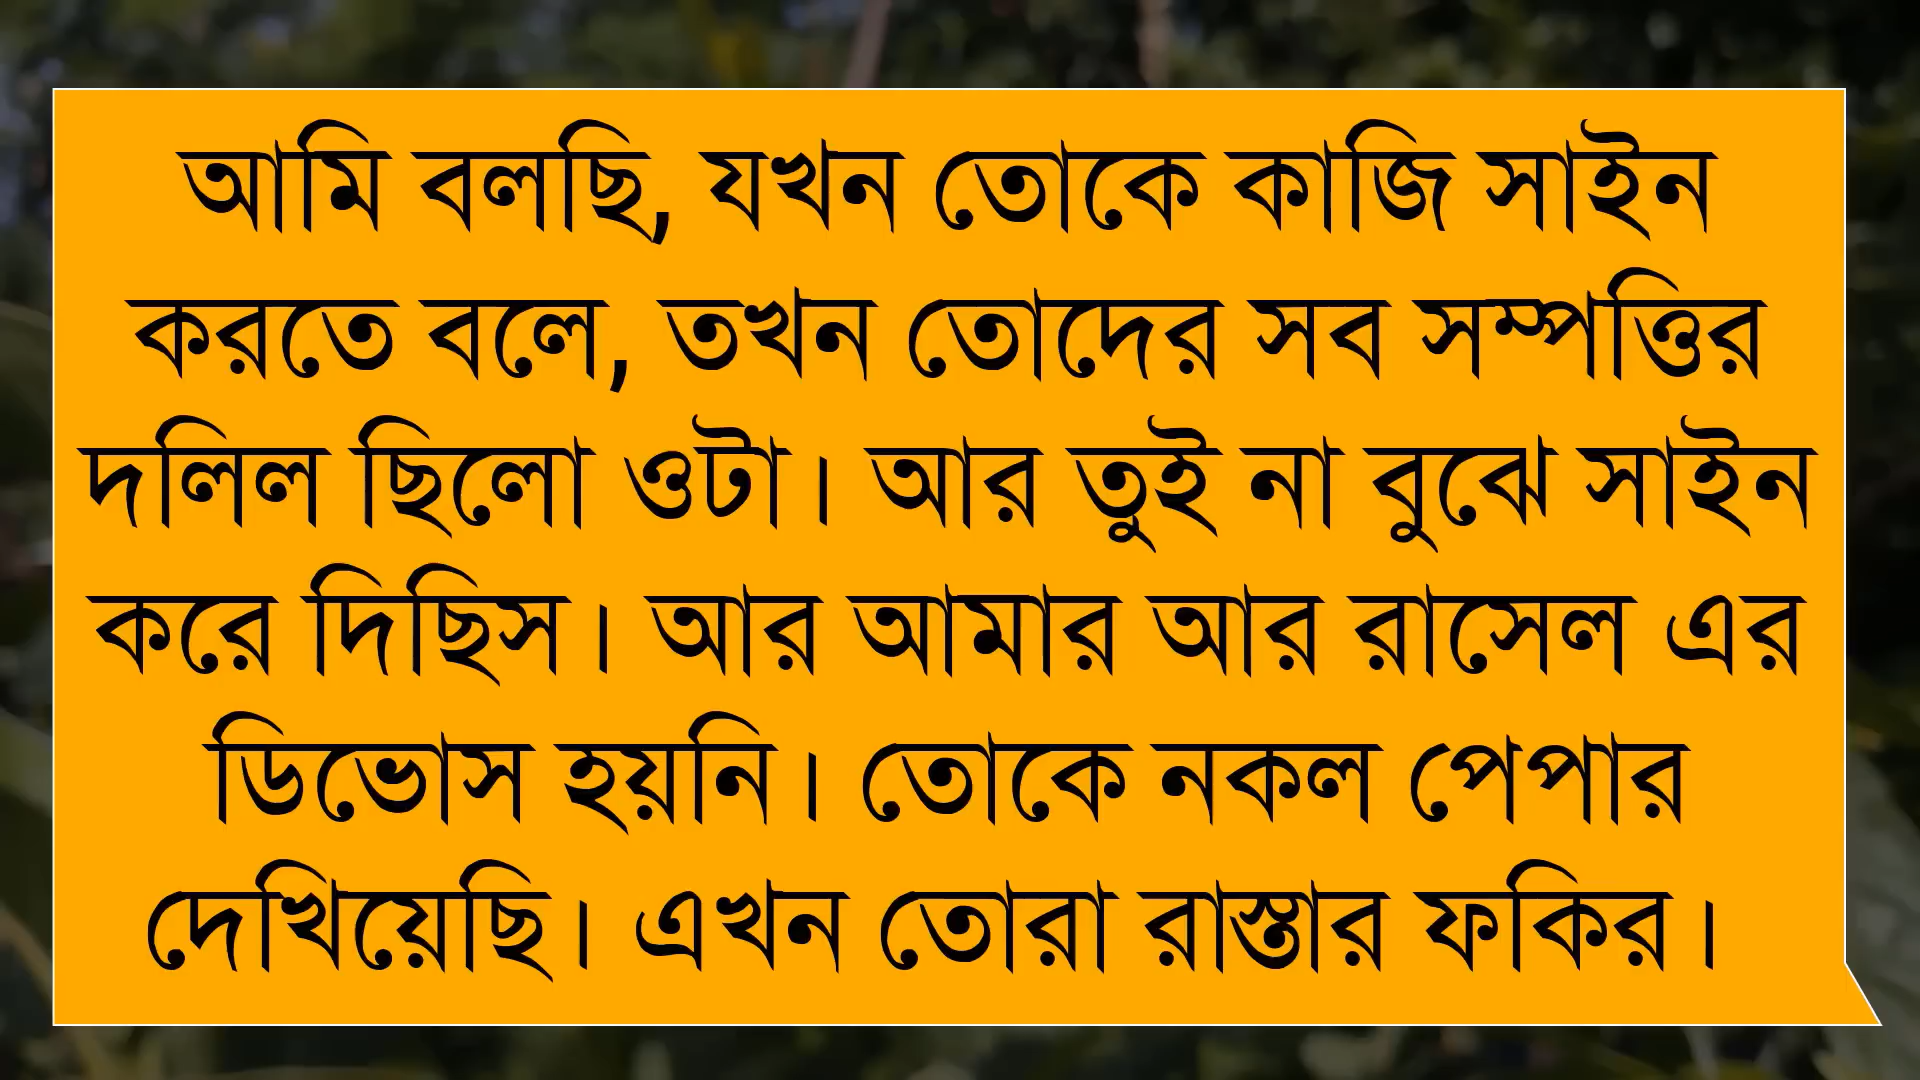 আমি বলছি, যখন তোকে কাজি সাইন
করতে বলে, তখন তোদের সব সম্পত্তির
দলিল ছিলো ওটা। আর তুই না বুঝে সাইন
করে দিছিস। আর আমার আর রাসেল এর
ডিভোস হয়নি। তোকে নকল পেপার
দেখিয়েছি। এখন তোরা রাস্তার ফকির।